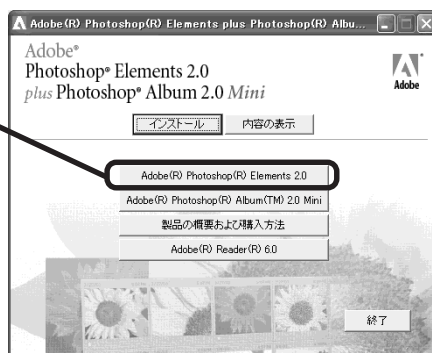 Adobe(R) Photoshop(R) Elements plus Photoshop(R) Albu...
Adobe®
Photoshop® Elements 2.0
plus Photoshop® Album 2.0 Mini
Adobe
インストール 内容の表示
Adobe(R) Photoshop(R) Elements 2.0
Adobe(R) Photoshop(R) Album(TM) 2.0 Mini
製品の概要および購入方法
Adobe(R) Reader(R) 6.0
終了